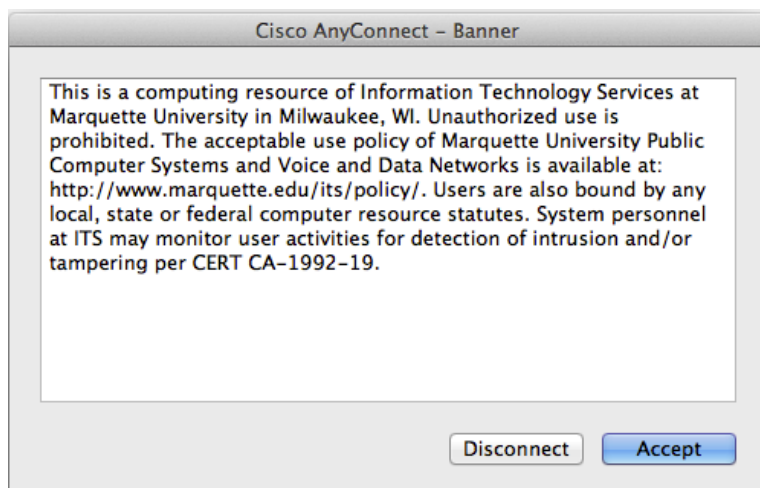 Cisco AnyConnect – Banner
This is a computing resource of Information Technology Services at
Marquette University in Milwaukee, WI. Unauthorized use is
prohibited. The acceptable use policy of Marquette University Public
Computer Systems and Voice and Data Networks is available at:
http://www.marquette.edu/its/policy/. Users are also bound by any
local, state or federal computer resource statutes. System personnel
at ITS may monitor user activities for detection of intrusion and/or
tampering per CERT CA–1992–19.
Disconnect Accept